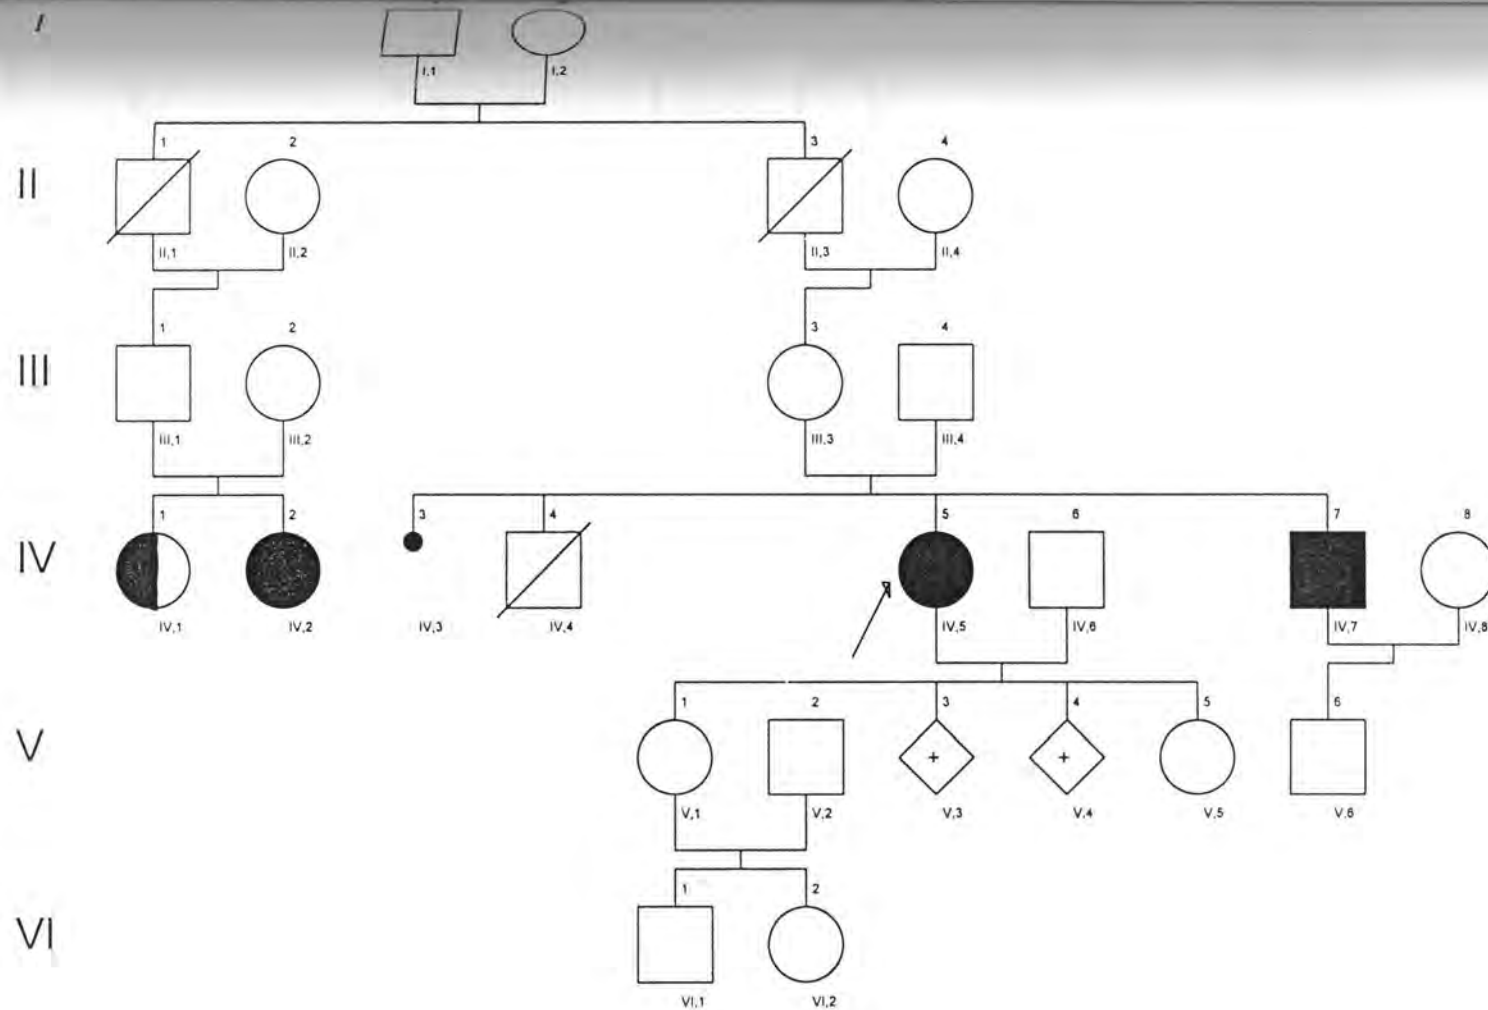 I
I,1 I,2
1 2 3 4
II
II,1 II,2 II,3 II,4
1 2 3 4
III
III,1 III,2 III,3 III,4
1 2 3 4 5 6 7 8
IV
IV,1 IV,2 IV,3 IV,4 IV,5 IV,6 IV,7 IV,8
1 2 3 4 5 6
V
+ +
V,1 V,2 V,3 V,4 V,5 V,6
1 2
VI
VI,1 VI,2